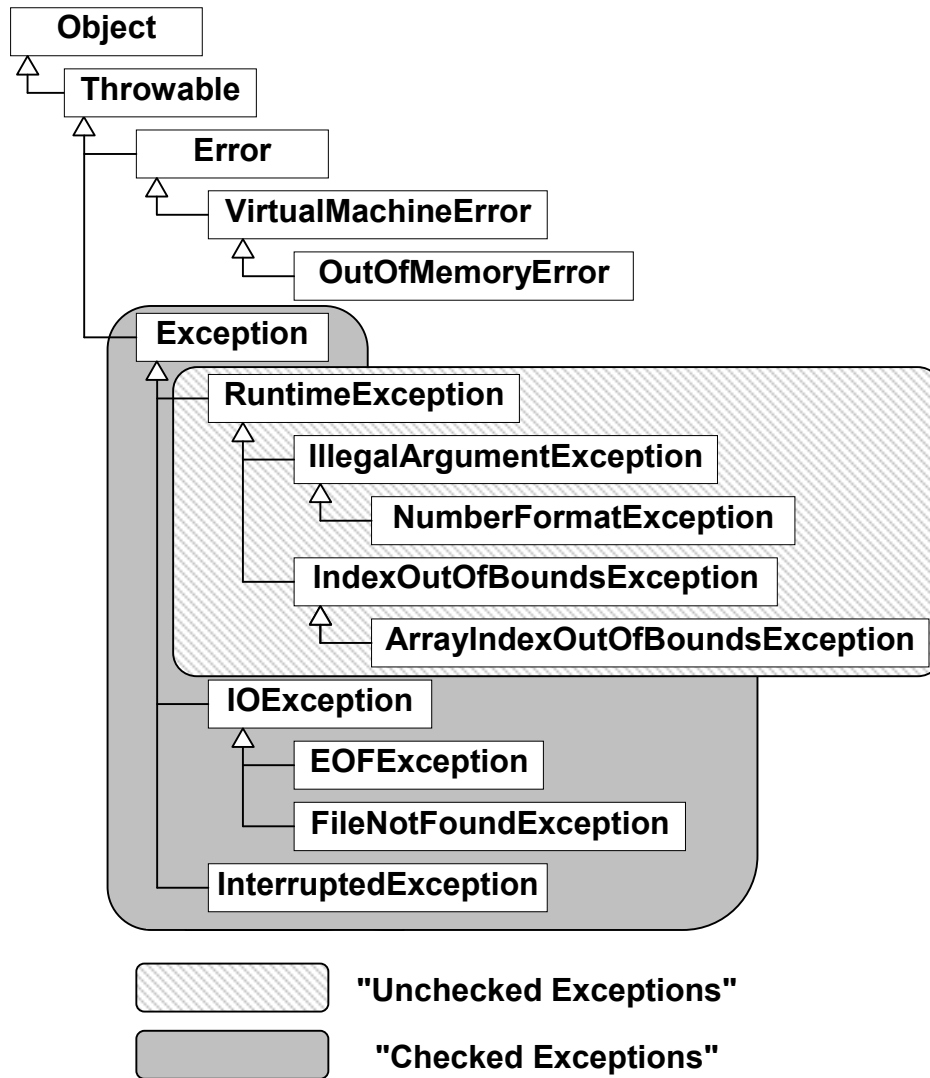 Object
Throwable
Error
VirtualMachineError
OutOfMemoryError
Exception
RuntimeException
IllegalArgumentException
NumberFormatException
IndexOutOfBoundsException
ArrayIndexOutOfBoundsException
IOException
EOFException
FileNotFoundException
InterruptedException
"Unchecked Exceptions"
"Checked Exceptions"